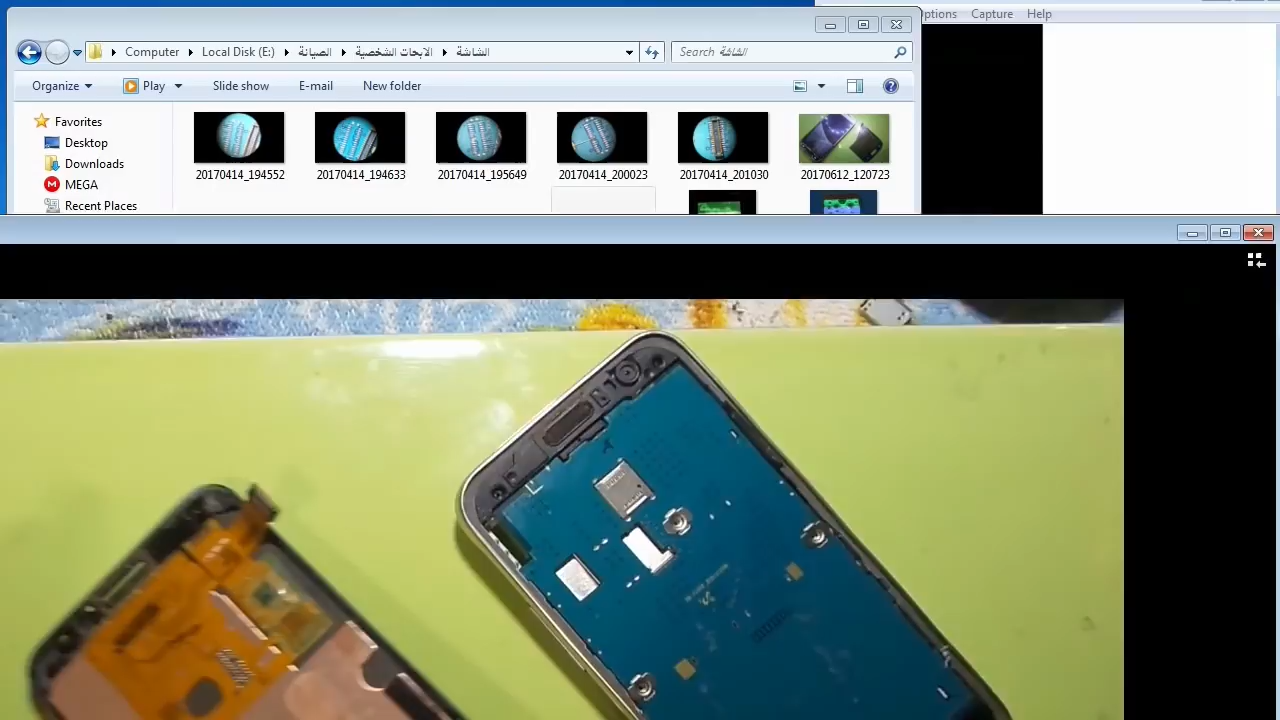 ptions Capture Help
Computer Local Disk (E:) الصيانة الابحات الشخصية الشاشة
Search الشاشة
Organize Play Slide show E-mail New folder
Favorites
Desktop
Downloads
MEGA
Recent Places
20170414_194552 20170414_194633 20170414_195649 20170414_200023 20170414_201030 20170612_120723